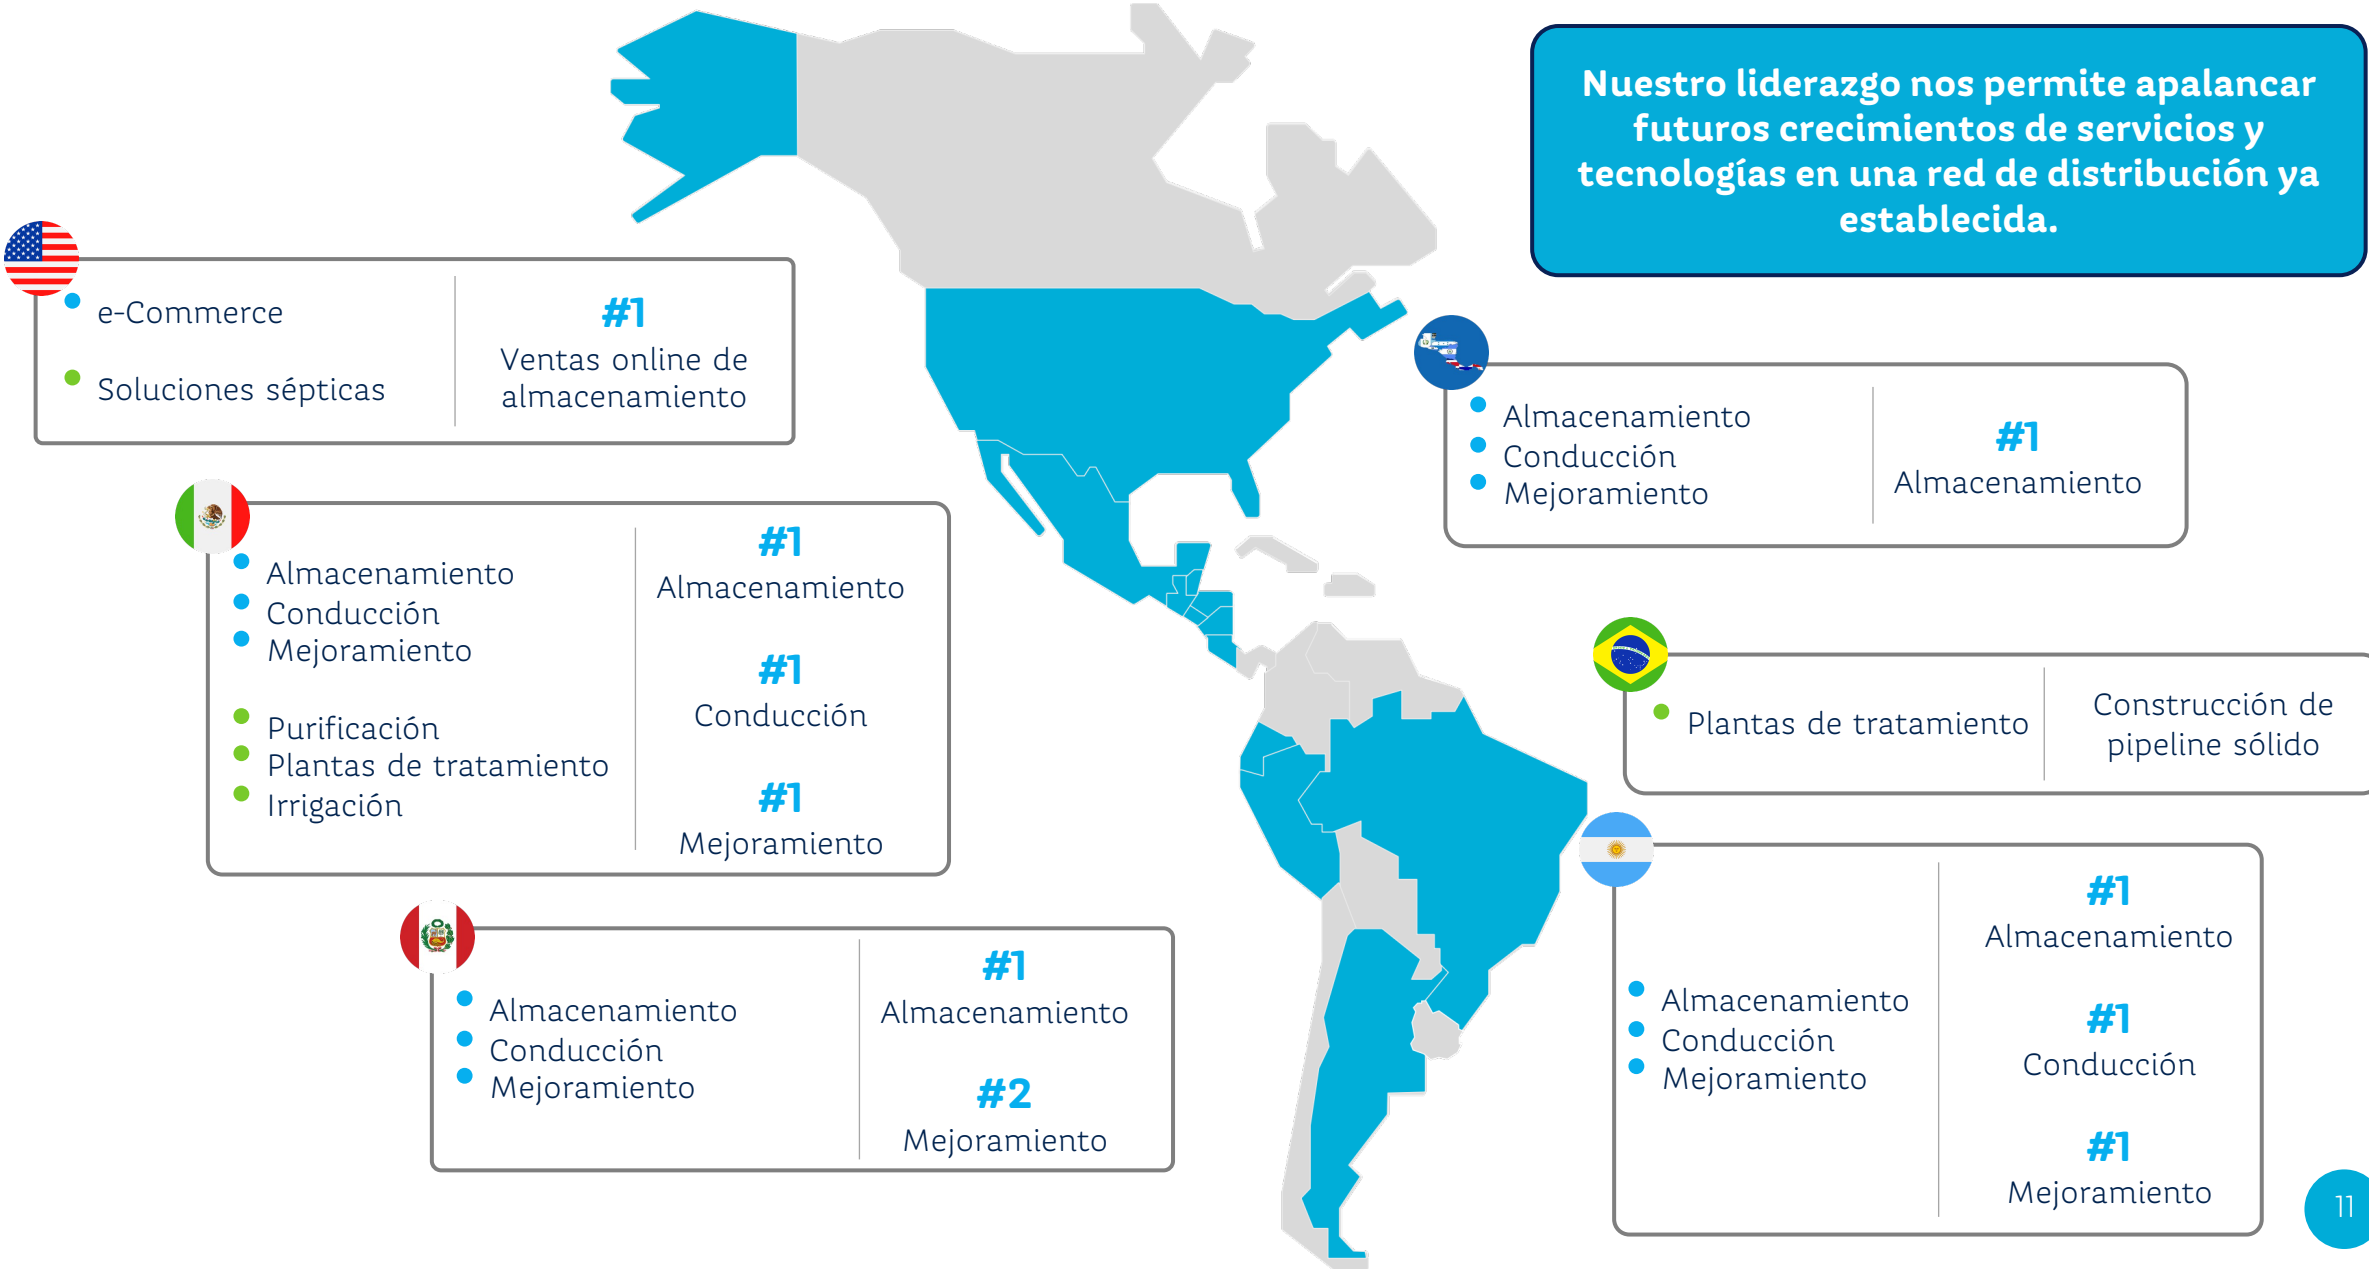 Nuestro liderazgo nos permite apalancar
futuros crecimientos de servicios y
tecnologías en una red de distribución ya
establecida.
e-Commerce
Soluciones sépticas
#1
Ventas online de
almacenamiento
Almacenamiento
Conducción
Mejoramiento
#1
Almacenamiento
Almacenamiento
Conducción
Mejoramiento
Purificación
Plantas de tratamiento
Irrigación
#1
Almacenamiento
#1
Conducción
#1
Mejoramiento
Plantas de tratamiento
Construcción de
pipeline sólido
Almacenamiento
Conducción
Mejoramiento
#1
Almacenamiento
#2
Mejoramiento
Almacenamiento
Conducción
Mejoramiento
#1
Almacenamiento
#1
Conducción
#1
Mejoramiento
11